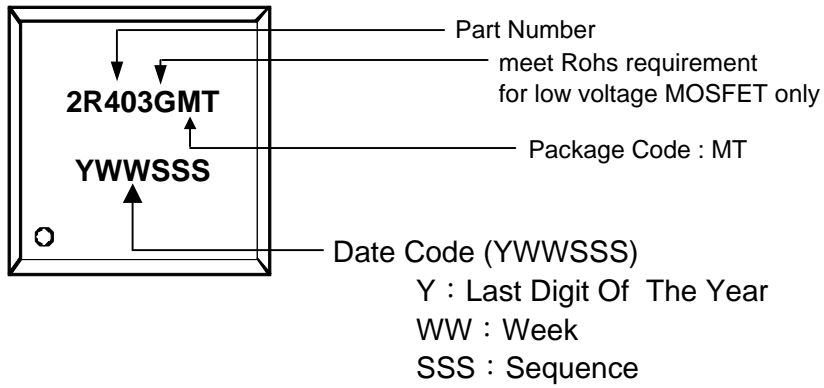 Part Number
meet Rohs requirement
for low voltage MOSFET only
2R403GMT
Package Code : MT
YWWSSS
Date Code (YWWSSS)
Y：Last Digit Of The Year
WW：Week
SSS：Sequence